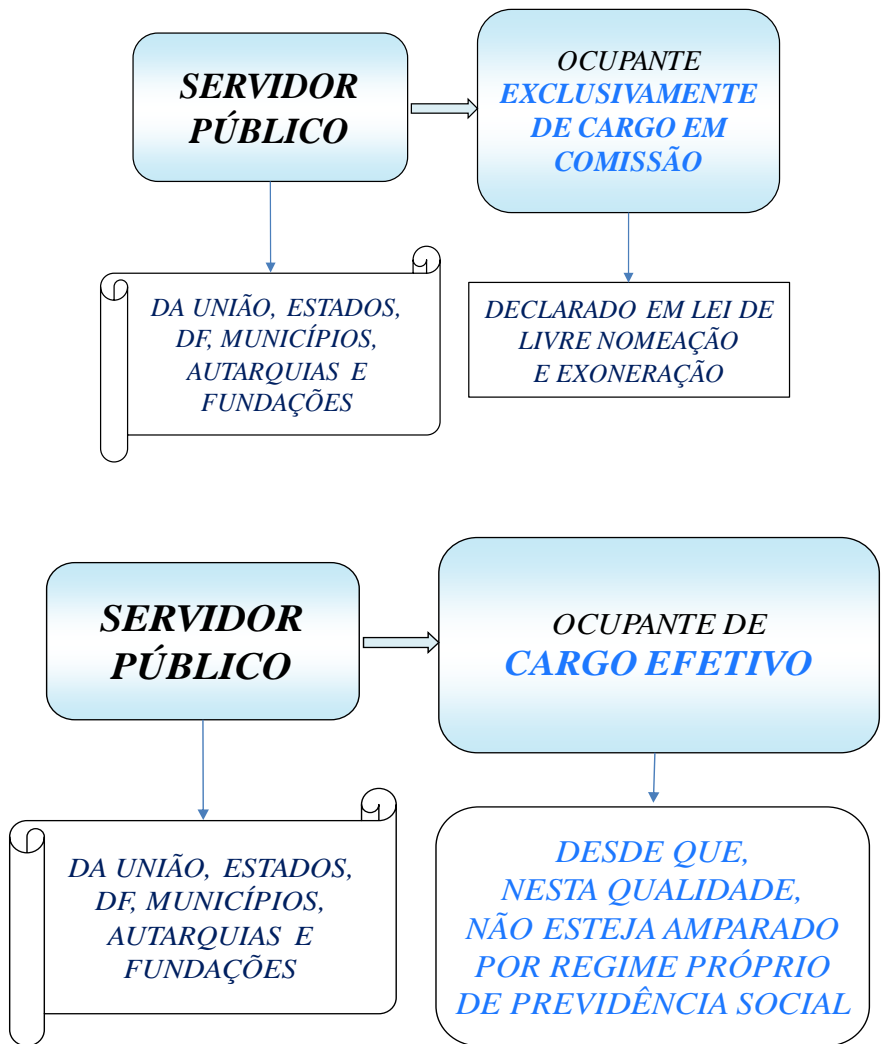 SERVIDOR
PÚBLICO
OCUPANTE
EXCLUSIVAMENTE
DE CARGO EM
COMISSÃO
DA UNIÃO, ESTADOS,
DF, MUNICÍPIOS,
AUTARQUIAS E
FUNDAÇÕES
DECLARADO EM LEI DE
LIVRE NOMEAÇÃO
E EXONERAÇÃO
SERVIDOR
PÚBLICO
OCUPANTE DE
CARGO EFETIVO
DA UNIÃO, ESTADOS,
DF, MUNICÍPIOS,
AUTARQUIAS E
FUNDAÇÕES
DESDE QUE,
NESTA QUALIDADE,
NÃO ESTEJA AMPARADO
POR REGIME PRÓPRIO
DE PREVIDÊNCIA SOCIAL